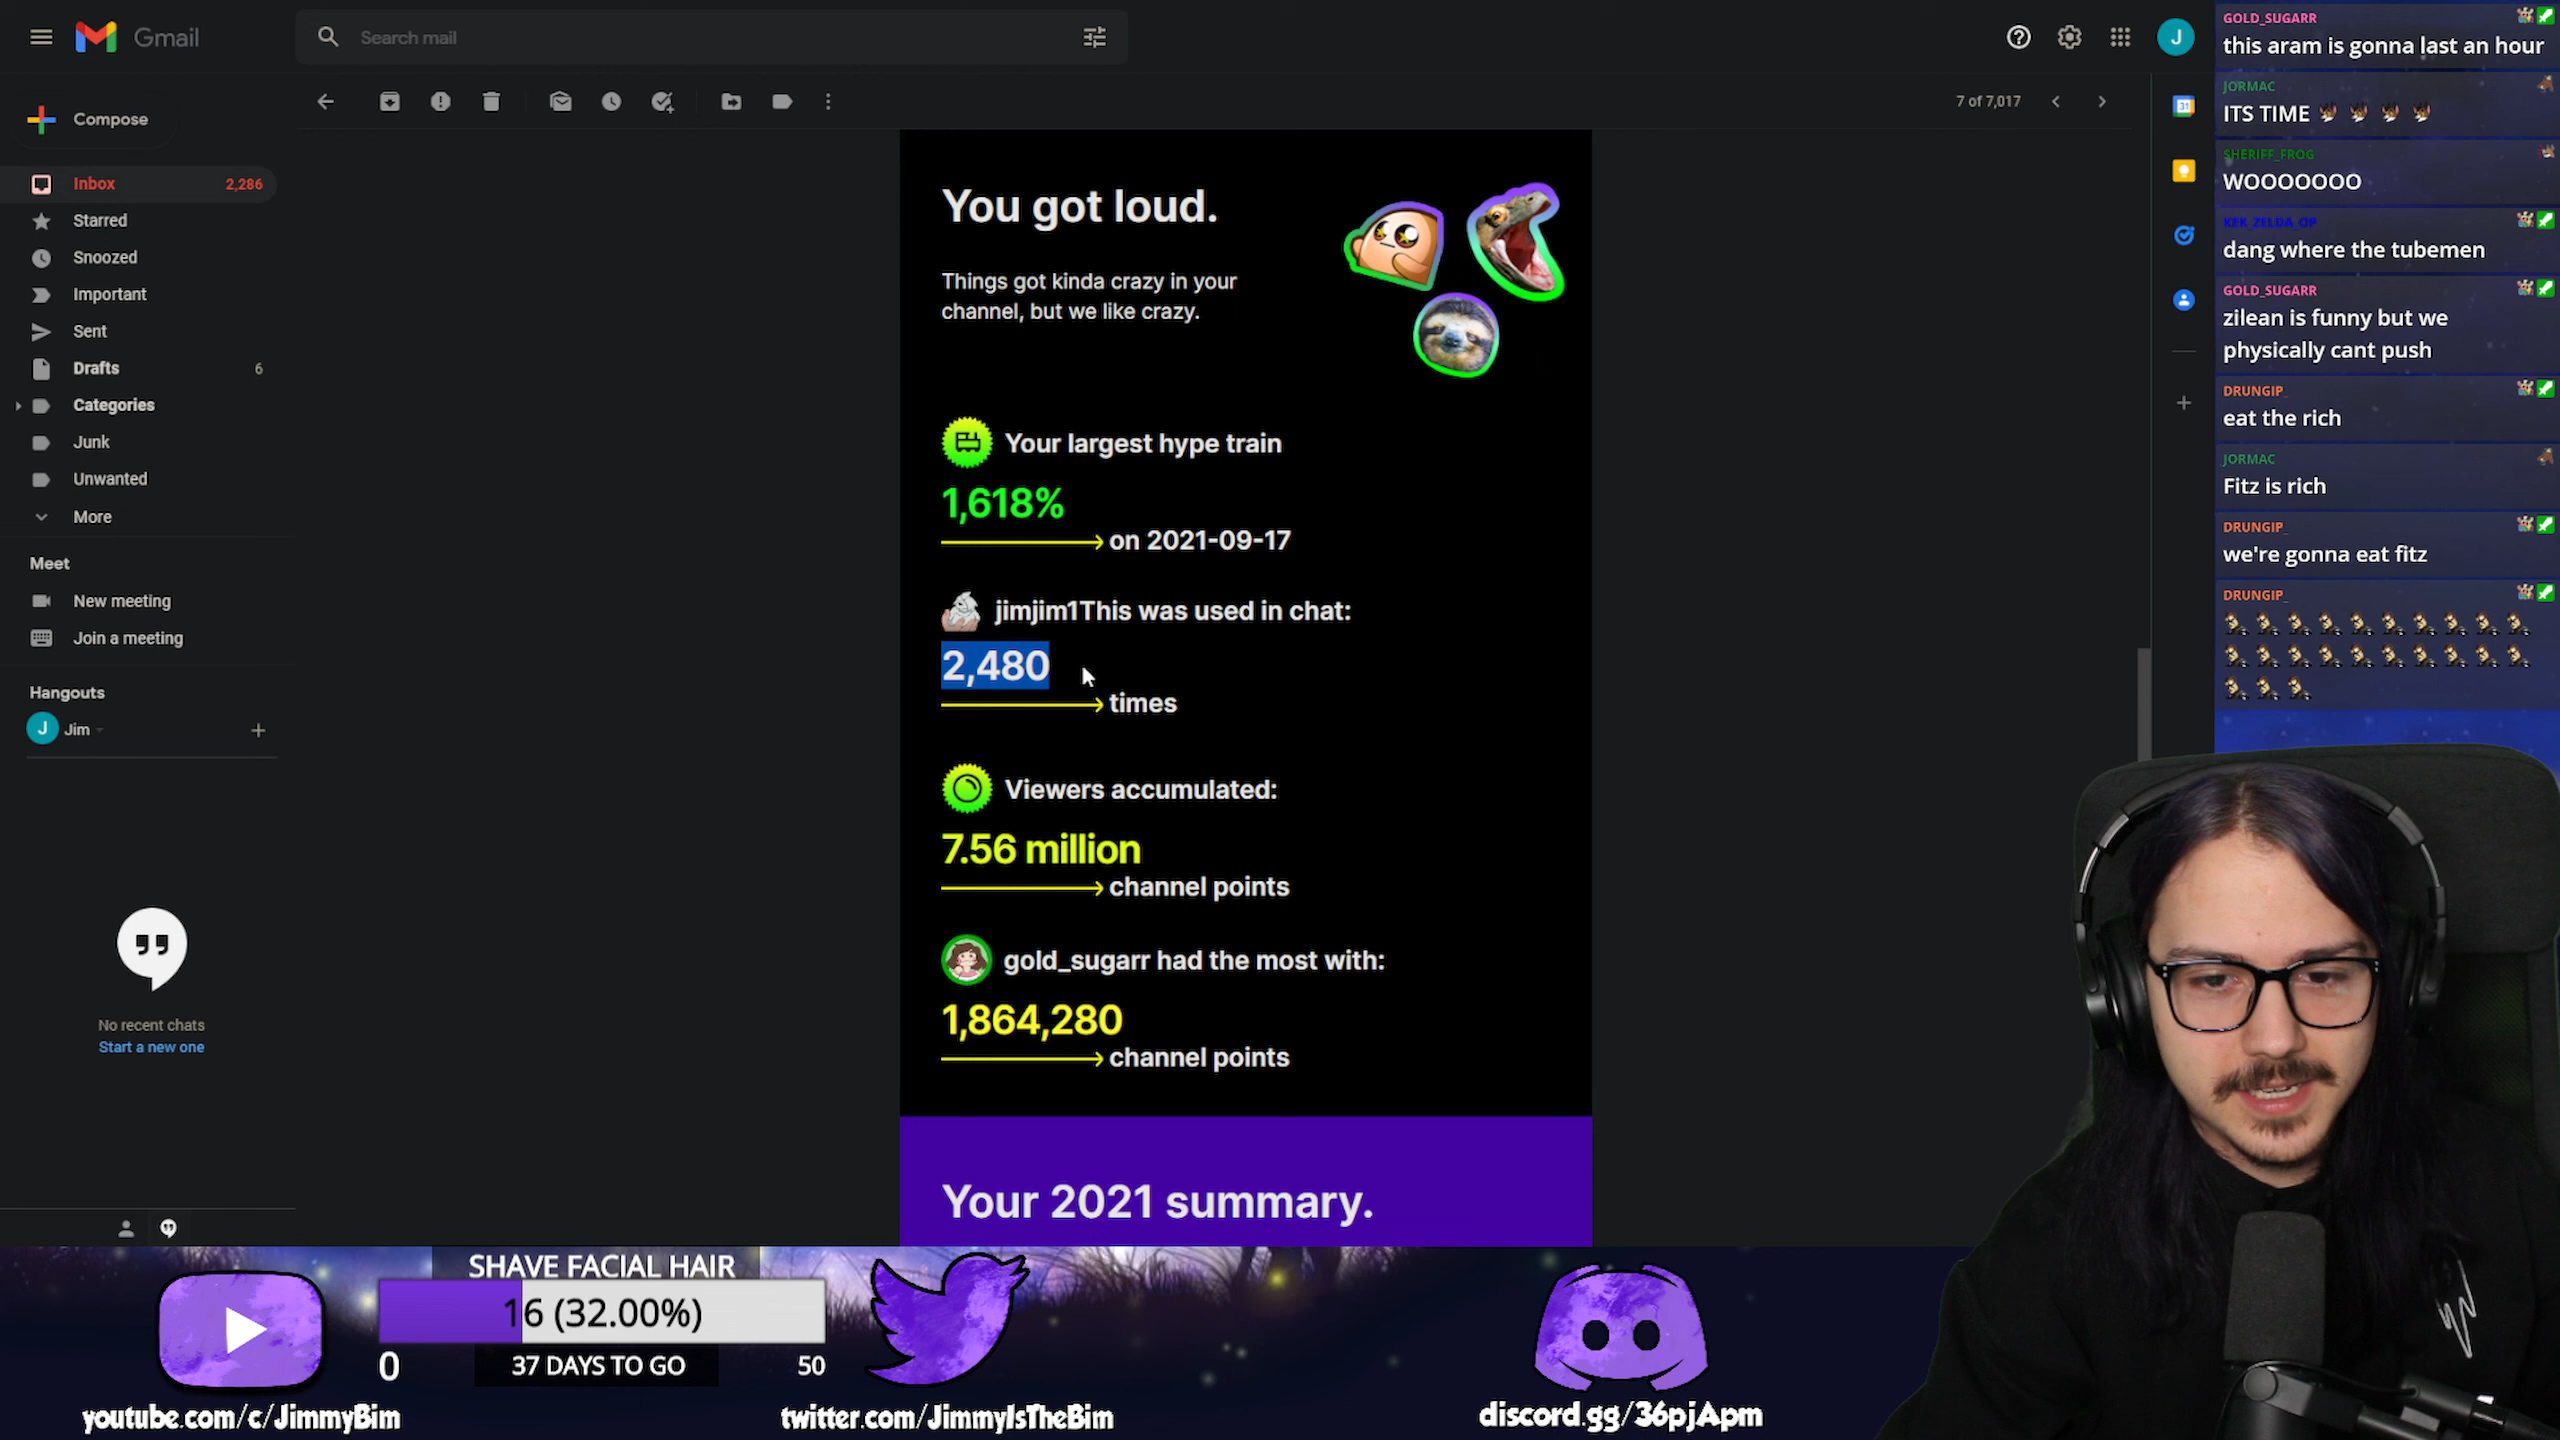 Gmail
Search mail
J
Compose
7 of 7,017
31
Inbox 2,286
Starred
Snoozed
Important
Sent
Drafts 6
Categories
Junk
Unwanted
More
Meet
New meeting
Join a meeting
Hangouts
J Jim
No recent chats
Start a new one
You got loud.
Things got kinda crazy in your
channel, but we like crazy.
Your largest hype train
1,618%
on 2021-09-17
jimjim1This was used in chat:
2,480
times
Viewers accumulated:
7.56 million
channel points
gold_sugarr had the most with:
1,864,280
channel points
Your 2021 summary.
GOLD_SUGARR
this aram is gonna last an hour
JORMAC
ITS TIME
SHERIFF_FROG
WOOOOOOO
KEK_ZELDA_OP
dang where the tubemen
GOLD_SUGARR
zilean is funny but we
physically cant push
DRUNGIP_
eat the rich
JORMAC
Fitz is rich
DRUNGIP_
we're gonna eat fitz
DRUNGIP_
SHAVE FACIAL HAIR
16 (32.00%)
0 37 DAYS TO GO 50
youtube.com/c/JimmyBim
twitter.com/JimmyIsTheBim
discord.gg/36pjApm